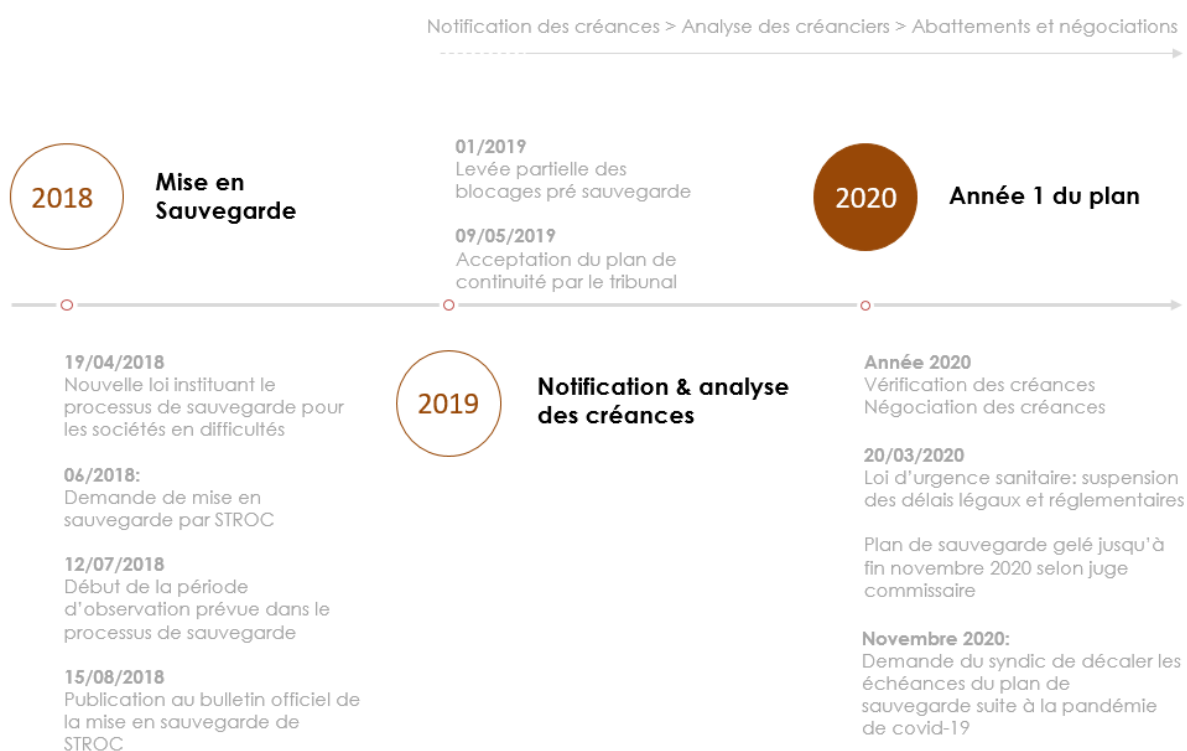 Notification des créances > Analyse des créanciers > Abattements et négociations
2018
Mise en
Sauvegarde
01/2019
Levée partielle des
blocages pré sauvegarde
09/05/2019
Acceptation du plan de
continuité par le tribunal
2020
Année 1 du plan
19/04/2018
Nouvelle loi instituant le
processus de sauvegarde pour
les sociétés en difficultés
06/2018:
Demande de mise en
sauvegarde par STROC
12/07/2018
Début de la période
d'observation prévue dans le
processus de sauvegarde
15/08/2018
Publication au bulletin officiel de
la mise en sauvegarde de
STROC
2019
Notification & analyse
des créances
Année 2020
Vérification des créances
Négociation des créances
20/03/2020
Loi d'urgence sanitaire: suspension
des délais légaux et réglementaires
Plan de sauvegarde gelé jusqu'à
fin novembre 2020 selon juge
commissaire
Novembre 2020:
Demande du syndic de décaler les
échéances du plan de
sauvegarde suite à la pandémie
de covid-19